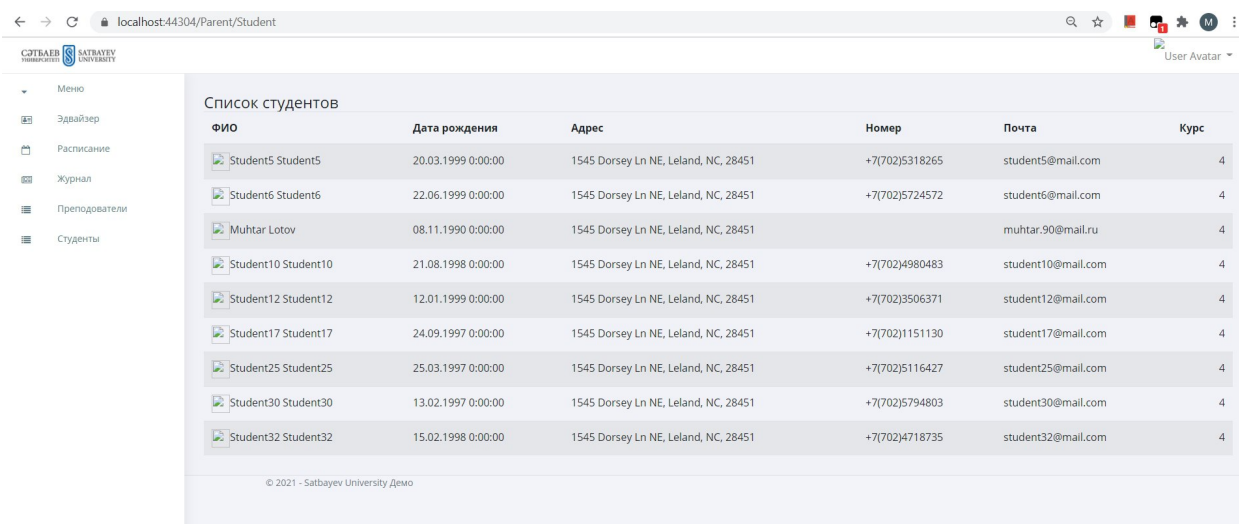 localhost:44304/Parent/Student
1
M
СӘТБАЕВ SATBAYEV
УНИВЕРСИТЕТІ UNIVERSITY
User Avatar
Меню
Эдвайзер
Расписание
Журнал
Преподователи
Студенты
Список студентов
ФИО Дата рождения Адрес Номер Почта Курс
Student5 Student5 20.03.1999 0:00:00 1545 Dorsey Ln NE, Leland, NC, 28451 +7(702)5318265 student5@mail.com 4
Student6 Student6 22.06.1999 0:00:00 1545 Dorsey Ln NE, Leland, NC, 28451 +7(702)5724572 student6@mail.com 4
Muhtar Lotov 08.11.1990 0:00:00 1545 Dorsey Ln NE, Leland, NC, 28451 muhtar.90@mail.ru 4
Student10 Student10 21.08.1998 0:00:00 1545 Dorsey Ln NE, Leland, NC, 28451 +7(702)4980483 student10@mail.com 4
Student12 Student12 12.01.1999 0:00:00 1545 Dorsey Ln NE, Leland, NC, 28451 +7(702)3506371 student12@mail.com 4
Student17 Student17 24.09.1997 0:00:00 1545 Dorsey Ln NE, Leland, NC, 28451 +7(702)1151130 student17@mail.com 4
Student25 Student25 25.03.1997 0:00:00 1545 Dorsey Ln NE, Leland, NC, 28451 +7(702)5116427 student25@mail.com 4
Student30 Student30 13.02.1997 0:00:00 1545 Dorsey Ln NE, Leland, NC, 28451 +7(702)5794803 student30@mail.com 4
Student32 Student32 15.02.1998 0:00:00 1545 Dorsey Ln NE, Leland, NC, 28451 +7(702)4718735 student32@mail.com 4
© 2021 - Satbayev University Демо